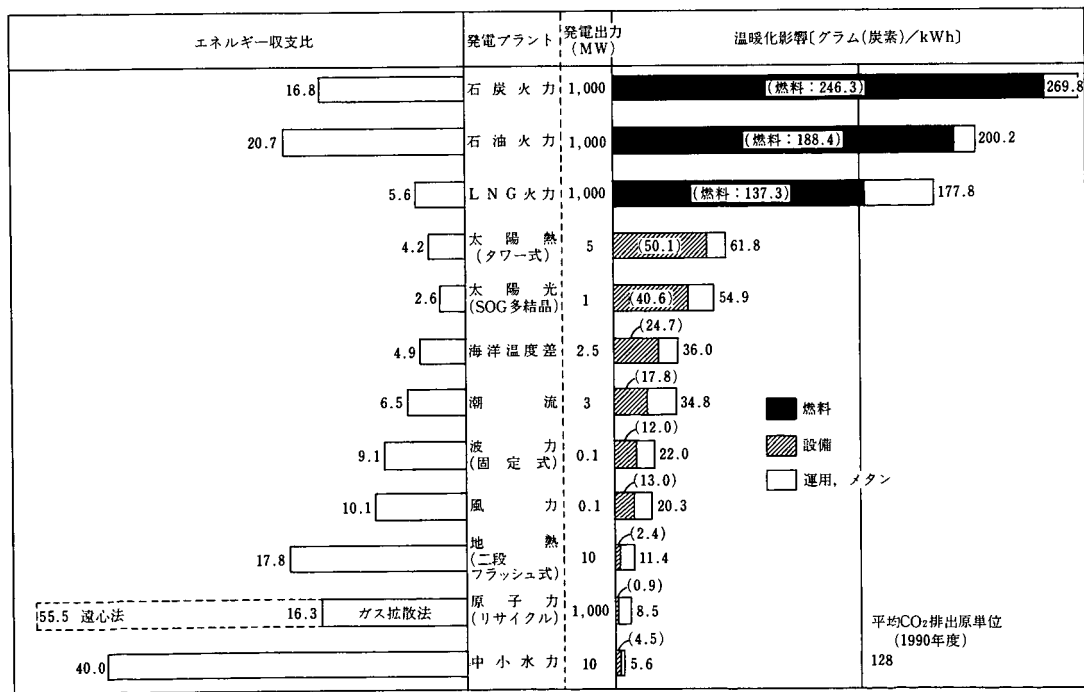 エネルギー収支比 発電プラント 発電出力 (MW) 温暖化影響〔グラム(炭素)/kWh〕
16.8 石炭火力 1,000 (燃料：246.3) 269.8
20.7 石油火力 1,000 (燃料：188.4) 200.2
5.6 LNG火力 1,000 (燃料：137.3) 177.8
4.2 太陽熱 (タワー式) 5 (50.1) 61.8
2.6 太陽光 (SOG多結品) 1 (40.6) 54.9
4.9 海洋温度差 2.5 (24.7) 36.0
6.5 潮流 3 (17.8) 34.8
9.1 波力 (固定式) 0.1 (12.0) 22.0
10.1 風力 0.1 (13.0) 20.3
17.8 地熱 (二段フラッシュ式) 10 (2.4) 11.4
55.5 遠心法 16.3 ガス拡散法 原子力 (リサイクル) 1,000 (0.9) 8.5
40.0 中小水力 10 (4.5) 5.6
燃料
設備
運用，メタン
平均CO₂排出原単位
(1990年度)
128